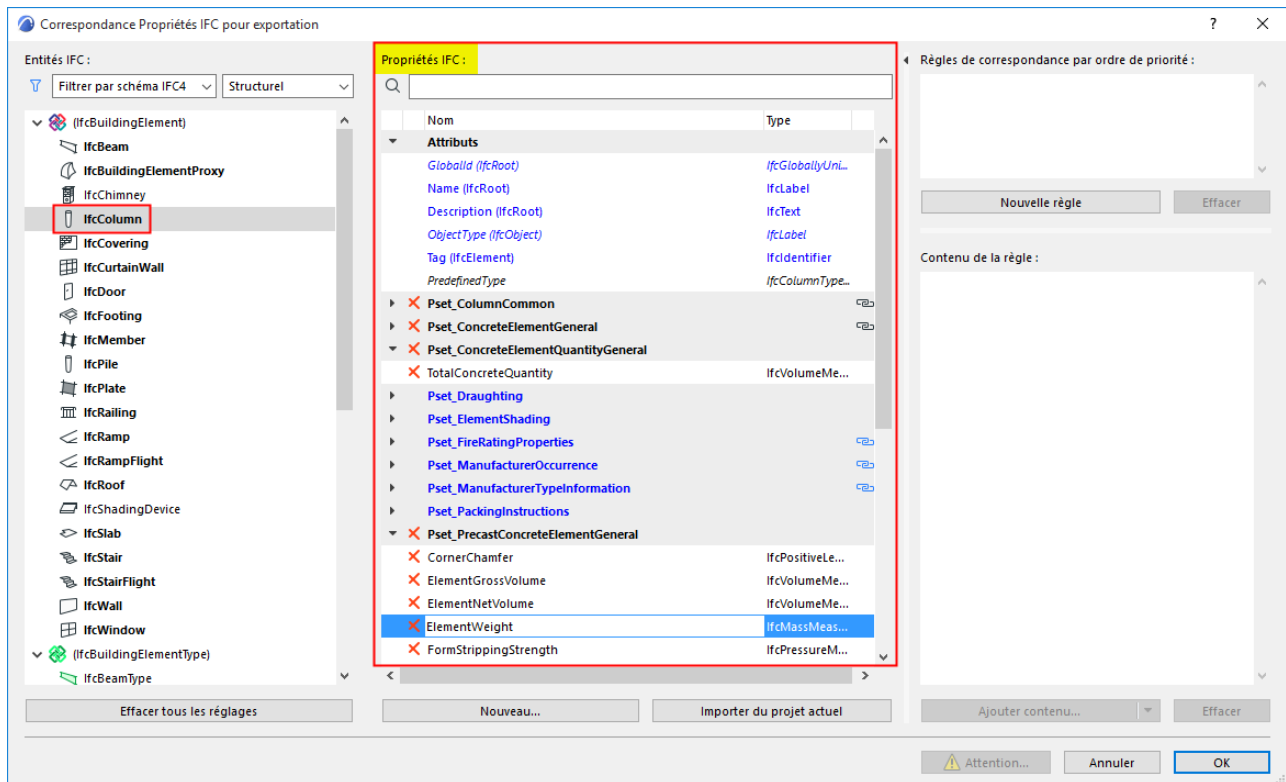 Correspondance Propriétés IFC pour exportation
?
Entités IFC :
Filtrer par schéma IFC4
Structurel
(IfcBuildingElement)
IfcBeam
IfcBuildingElementProxy
IfcChimney
IfcColumn
IfcCovering
IfcCurtainWall
IfcDoor
IfcFooting
IfcMember
IfcPile
IfcPlate
IfcRailing
IfcRamp
IfcRampFlight
IfcRoof
IfcShadingDevice
IfcSlab
IfcStair
IfcStairFlight
IfcWall
IfcWindow
(IfcBuildingElementType)
IfcBeamType
Effacer tous les réglages
Propriétés IFC :
Nom Type
Attributs
GlobalId (IfcRoot) IfcGloballyUni...
Name (IfcRoot) IfcLabel
Description (IfcRoot) IfcText
ObjectType (IfcObject) IfcLabel
Tag (IfcElement) IfcIdentifier
PredefinedType IfcColumnType...
Pset_ColumnCommon
Pset_ConcreteElementGeneral
Pset_ConcreteElementQuantityGeneral
TotalConcreteQuantity IfcVolumeMe...
Pset_Draughting
Pset_ElementShading
Pset_FireRatingProperties
Pset_ManufacturerOccurrence
Pset_ManufacturerTypeInformation
Pset_PackingInstructions
Pset_PrecastConcreteElementGeneral
CornerChamfer IfcPositiveLe...
ElementGrossVolume IfcVolumeMe...
ElementNetVolume IfcVolumeMe...
ElementWeight IfcMassMeas...
FormStrippingStrength IfcPressureM...
Nouveau...
Importer du projet actuel
Règles de correspondance par ordre de priorité :
Nouvelle règle
Effacer
Contenu de la règle :
Ajouter contenu...
Effacer
Attention...
Annuler
OK